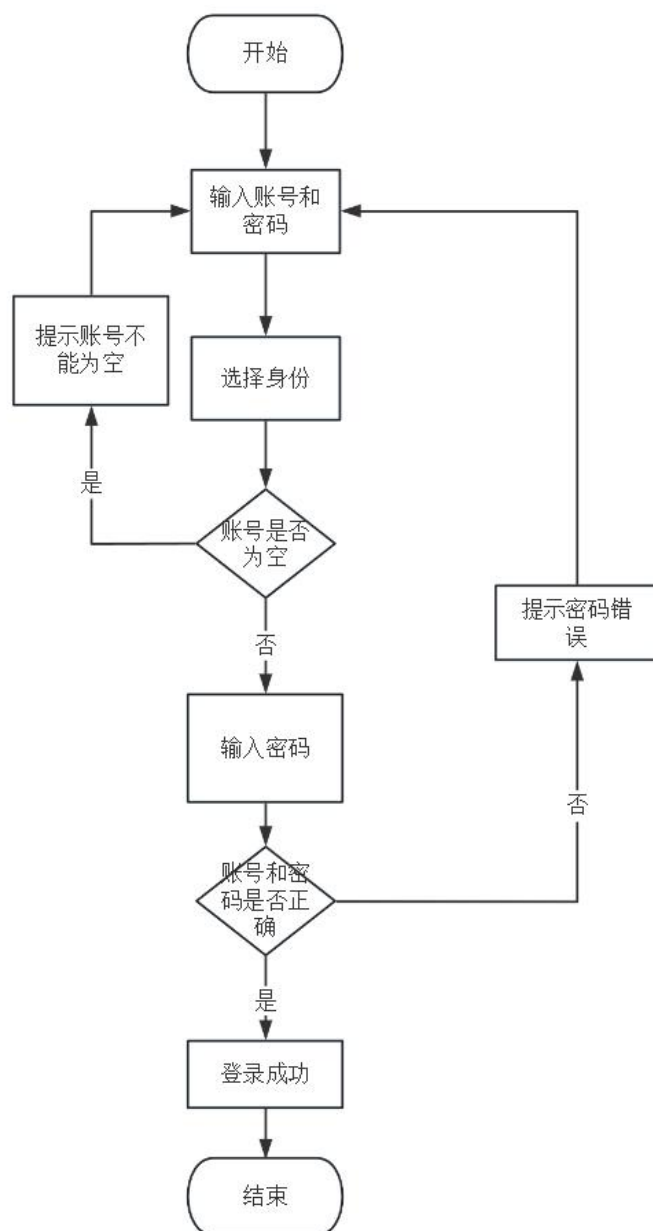 开始
输入账号和
密码
提示账号不
能为空
选择身份
是
账号是否
为空
提示密码错
误
否
输入密码
否
账号和密
码是否正
确
是
登录成功
结束